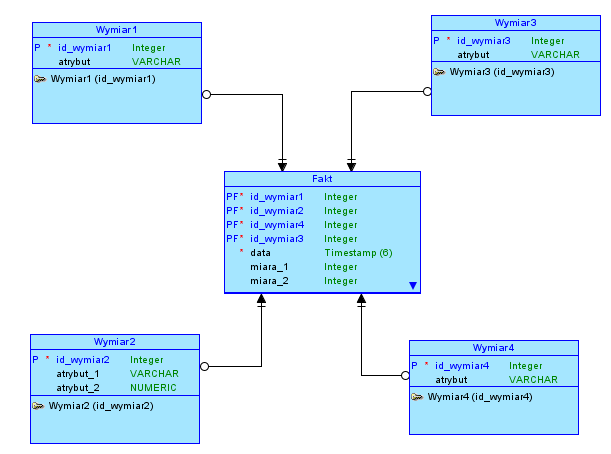 Wymiar1
P * id_wymiar1 Integer
atrybut VARCHAR
Wymiar1 (id_wymiar1)
Wymiar3
P * id_wymiar3 Integer
atrybut VARCHAR
Wymiar3 (id_wymiar3)
Fakt
PF* id_wymiar1 Integer
PF* id_wymiar2 Integer
PF* id_wymiar4 Integer
PF* id_wymiar3 Integer
* data Timestamp (6)
miara_1 Integer
miara_2 Integer
Wymiar2
P * id_wymiar2 Integer
atrybut_1 VARCHAR
atrybut_2 NUMERIC
Wymiar2 (id_wymiar2)
Wymiar4
P * id_wymiar4 Integer
atrybut VARCHAR
Wymiar4 (id_wymiar4)